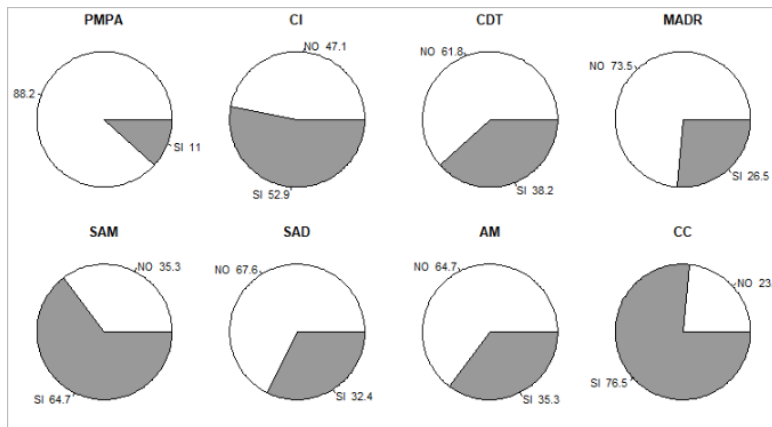 PMPA
CI
CDT
MADR
88.2
SI 11
NO 47.1
SI 52.9
NO 61.8
SI 38.2
NO 73.5
SI 26.5
SAM
SAD
AM
CC
NO 35.3
SI 64.7
NO 67.6
SI 32.4
NO 64.7
SI 35.3
NO 23
SI 76.5